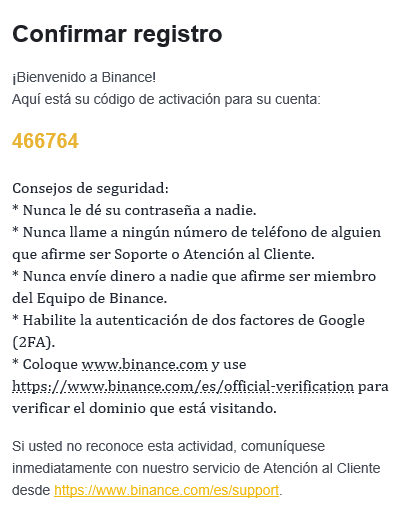 Confirmar registro
¡Bienvenido a Binance!
Aquí está su código de activación para su cuenta:
466764
Consejos de seguridad:
* Nunca le dé su contraseña a nadie.
* Nunca llame a ningún número de teléfono de alguien
que afirme ser Soporte o Atención al Cliente.
* Nunca envíe dinero a nadie que afirme ser miembro
del Equipo de Binance.
* Habilite la autenticación de dos factores de Google
(2FA).
* Coloque www.binance.com y use
https://www.binance.com/es/official-verification para
verificar el dominio que está visitando.
Si usted no reconoce esta actividad, comuníquese
inmediatamente con nuestro servicio de Atención al Cliente
desde https://www.binance.com/es/support.